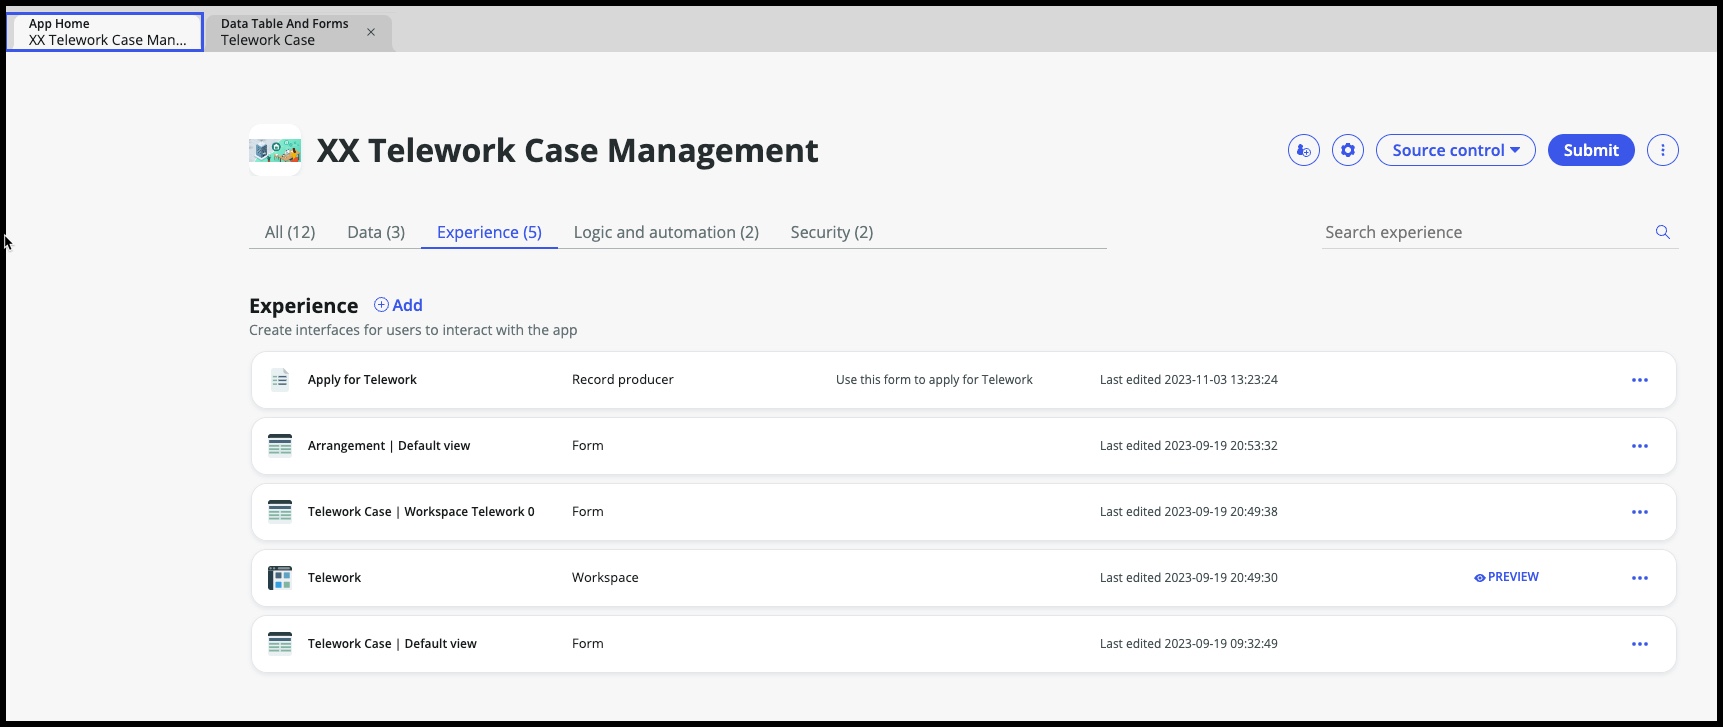 App Home
XX Telework Case Man...
Data Table And Forms
Telework Case
XX Telework Case Management
Source control
Submit
All (12)
Data (3)
Experience (5)
Logic and automation (2)
Security (2)
Search experience
Experience
Add
Create interfaces for users to interact with the app
Apply for Telework Record producer Use this form to apply for Telework Last edited 2023-11-03 13:23:24
Arrangement | Default view Form Last edited 2023-09-19 20:53:32
Telework Case | Workspace Telework 0 Form Last edited 2023-09-19 20:49:38
Telework Workspace Last edited 2023-09-19 20:49:30 PREVIEW
Telework Case | Default view Form Last edited 2023-09-19 09:32:49